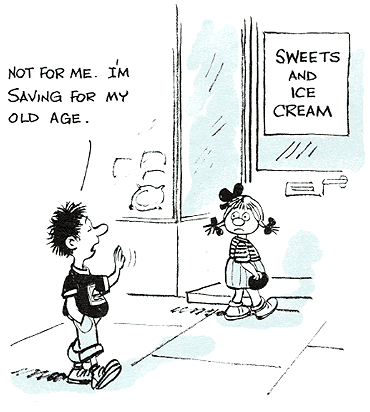 NOT FOR ME. I'M
SAVING FOR MY
OLD AGE.
SWEETS
AND
ICE
CREAM